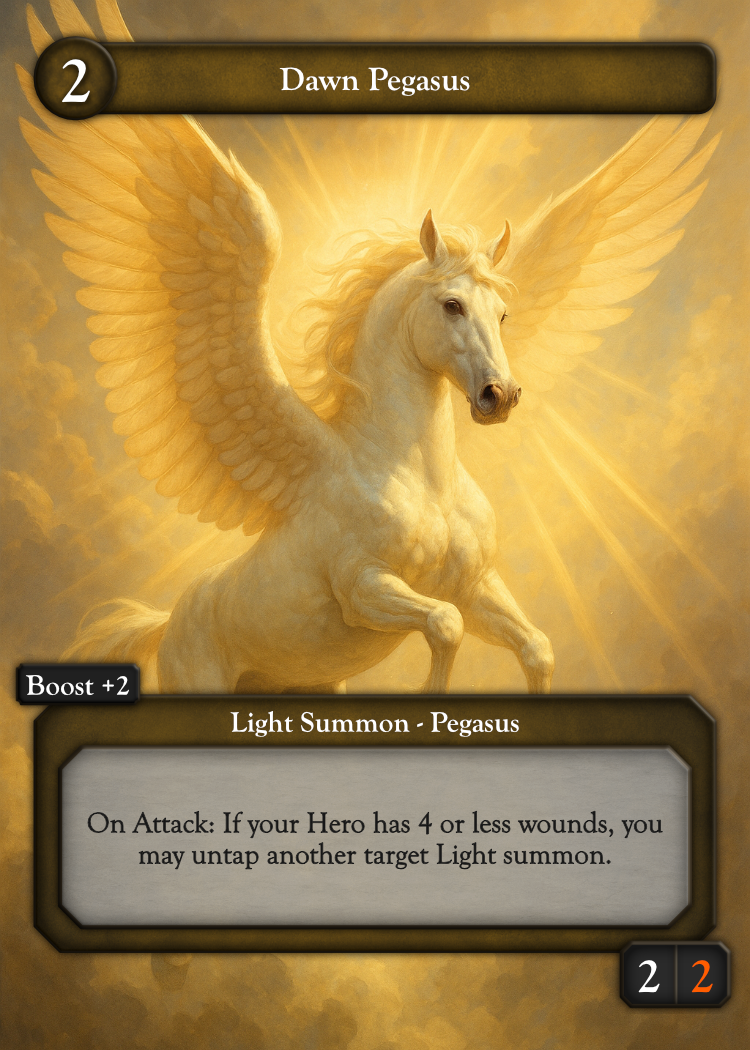 2
Dawn Pegasus
Boost +2
Light Summon - Pegasus
On Attack: If your Hero has 4 or less wounds, you
may untap another target Light summon.
2 2